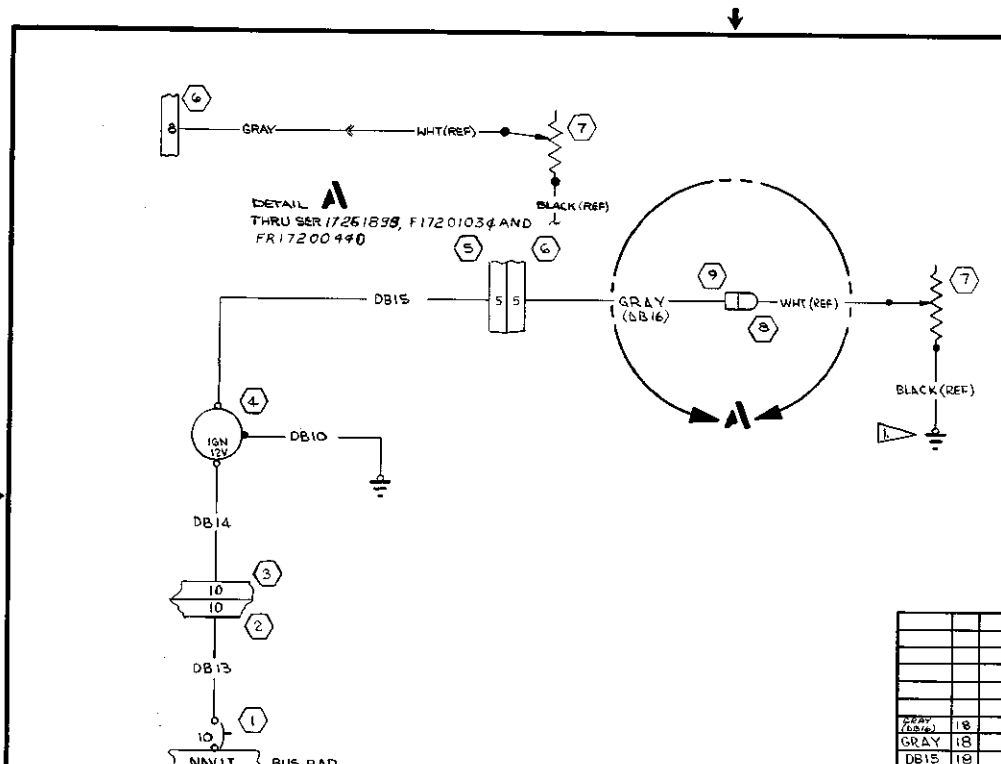 6
8
GRAY
WHT(REF)
7
BLACK(REF)
DETAIL A
THRU SER 17261898, F17201034 AND
FR17200440
5
6
DB15
5 5
GRAY
(DB16)
9
WHT(REF)
8
7
BLACK(REF)
1.
A
4
IGN
12V
DB10
DB14
3
10
10
2
DB13
1
10
NAV IT
BUS BAR
GRAY
(DB16) 18
GRAY 18
DB15 18